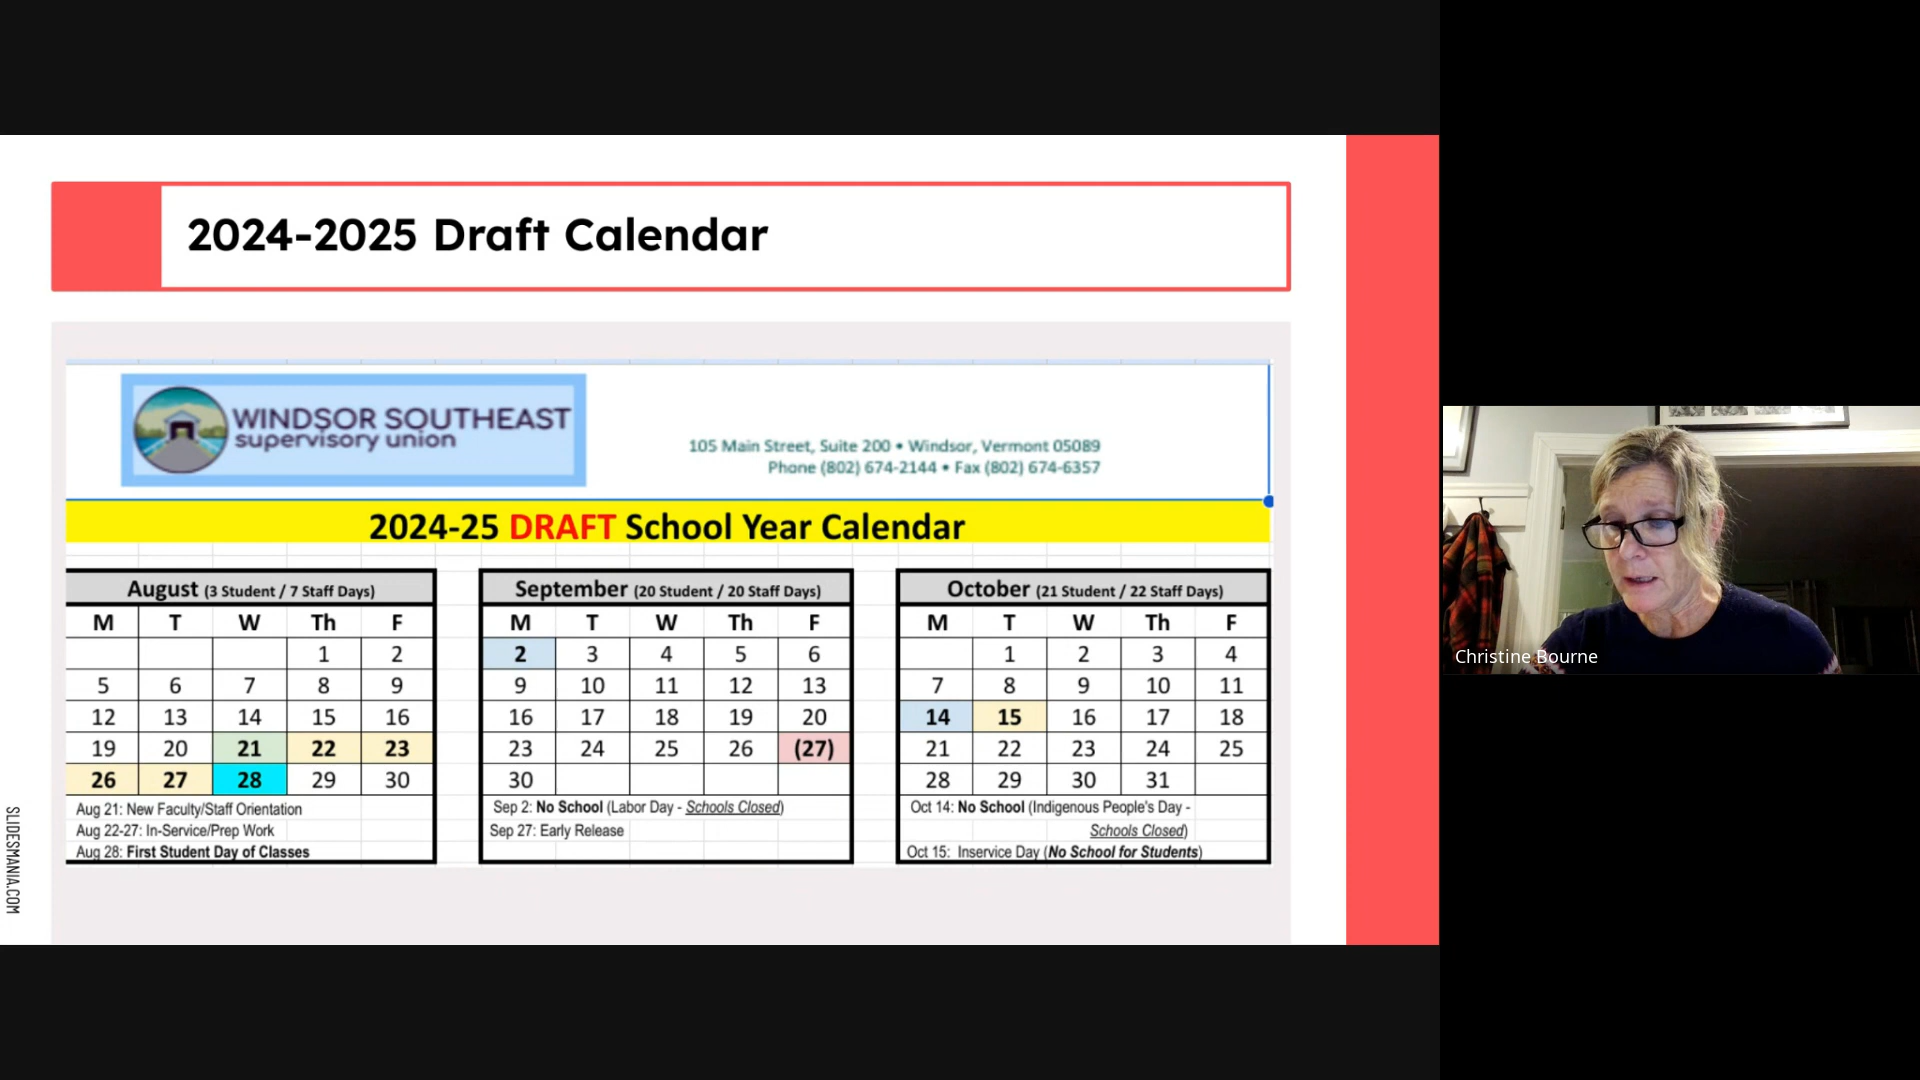 2024-2025 Draft Calendar
WINDSOR SOUTHEAST
supervisory union
105 Main Street, Suite 200 • Windsor, Vermont 05089
Phone (802) 674-2144 • Fax (802) 674-6357
2024-25 DRAFT School Year Calendar
August (3 Student / 7 Staff Days)
M T W Th F
1 2
5 6 7 8 9
12 13 14 15 16
19 20 21 22 23
26 27 28 29 30
Aug 21: New Faculty/Staff Orientation
Aug 22-27: In-Service/Prep Work
Aug 28: First Student Day of Classes
September (20 Student / 20 Staff Days)
M T W Th F
2 3 4 5 6
9 10 11 12 13
16 17 18 19 20
23 24 25 26 (27)
30
Sep 2: No School (Labor Day - Schools Closed)
Sep 27: Early Release
October (21 Student / 22 Staff Days)
M T W Th F
1 2 3 4
7 8 9 10 11
14 15 16 17 18
21 22 23 24 25
28 29 30 31
Oct 14: No School (Indigenous People's Day -
Schools Closed)
Oct 15: Inservice Day (No School for Students)
SLIDESMANIA.COM
Christine Bourne